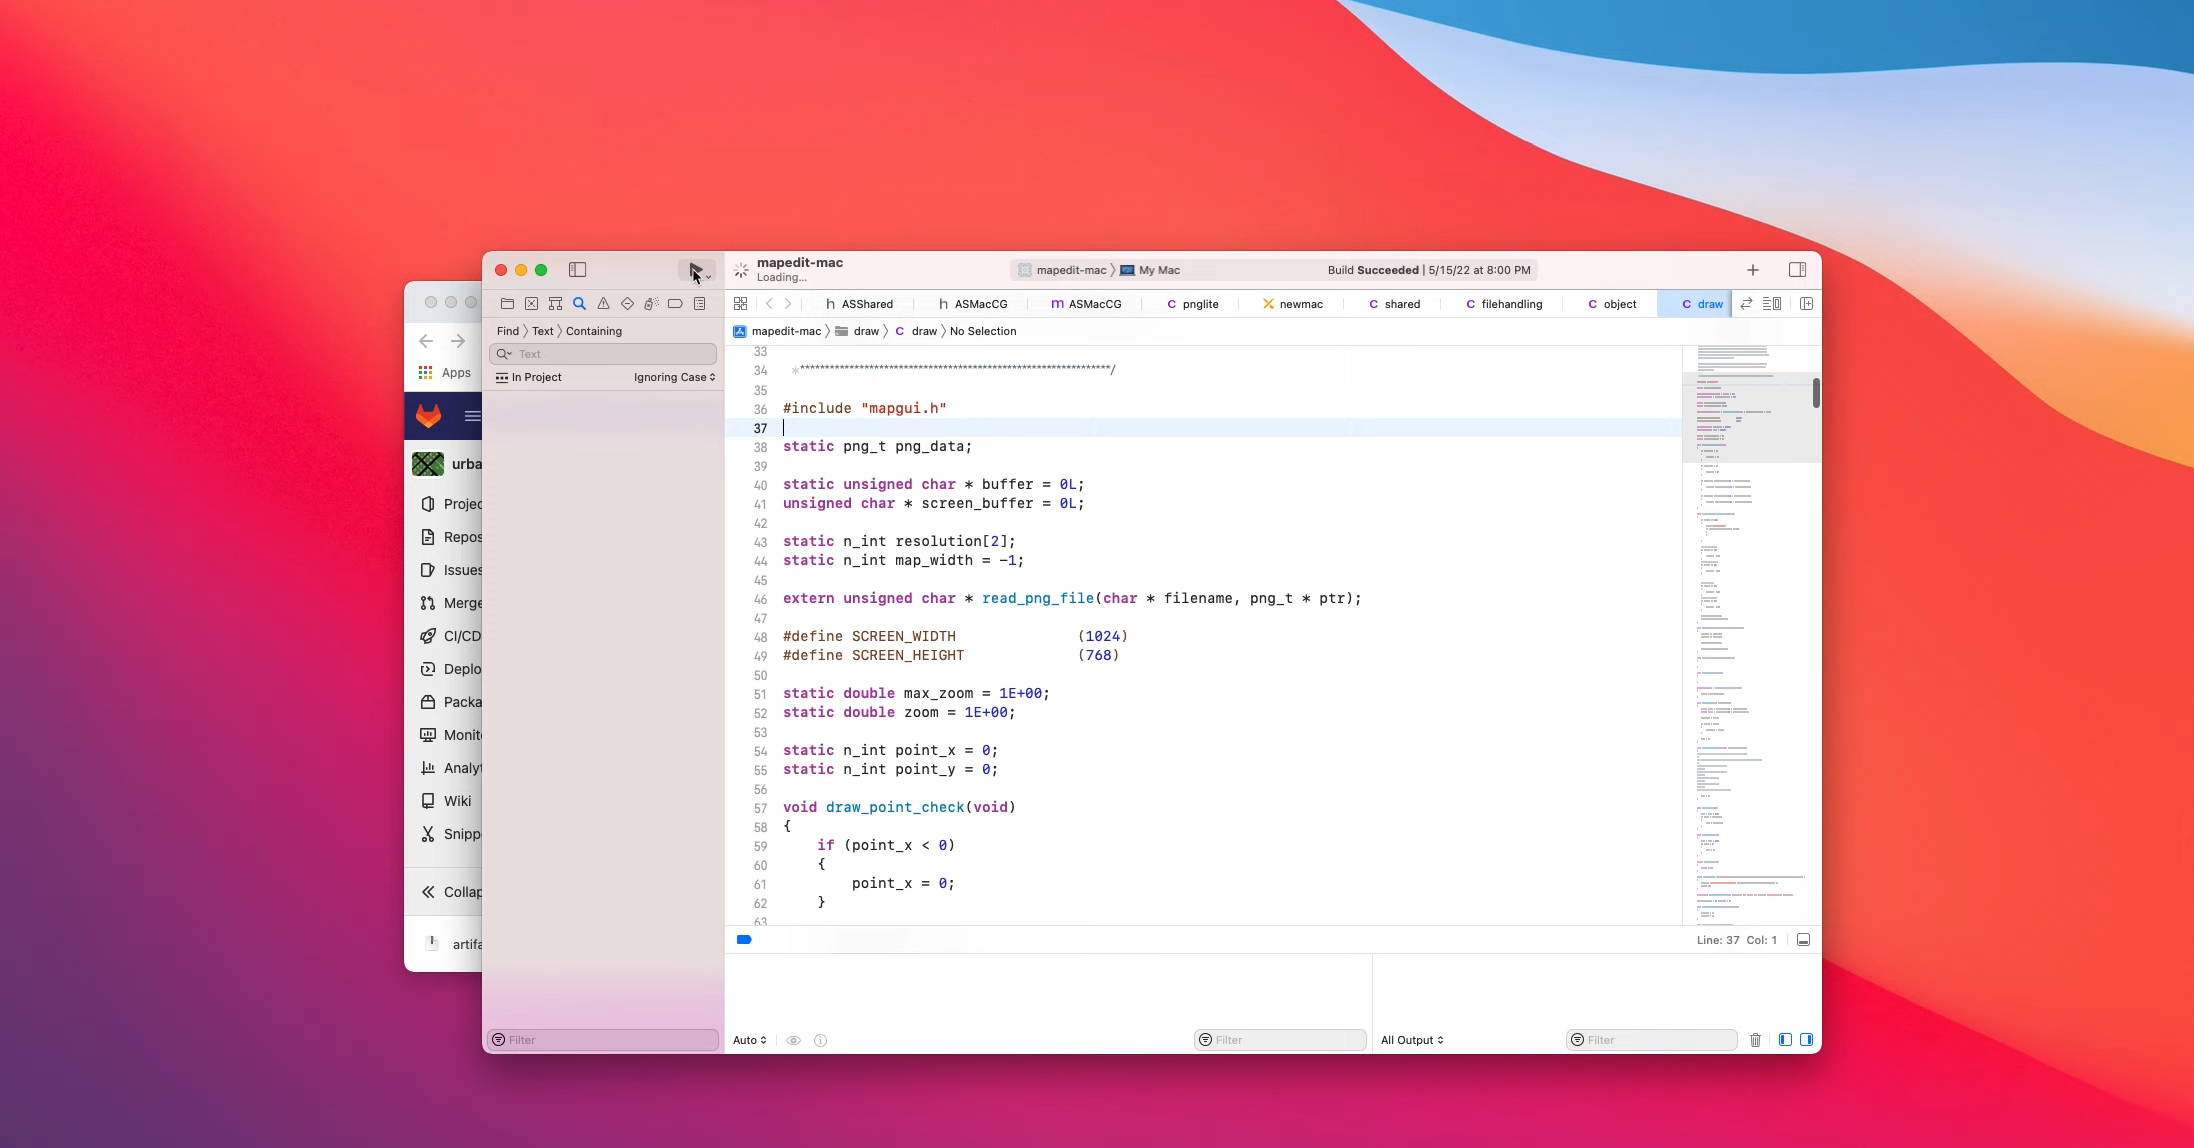 mapedit-mac
Loading...
mapedit-mac
My Mac
Build Succeeded | 5/15/22 at 8:00 PM
ASShared
ASMacCG
ASMacCG
pnglite
newmac
shared
filehandling
object
draw
Find
Text
Containing
mapedit-mac
draw
draw
No Selection
Text
In Project
Ignoring Case
Apps
urba
Projec
Repos
Issues
Merge
CI/CD
Deplo
Packa
Monito
Analyt
Wiki
Snipp
Collap
artifa
33
34 *****************************************************************/
35
36 #include "mapgui.h"
37
38 static png_t png_data;
39
40 static unsigned char * buffer = 0L;
41 unsigned char * screen_buffer = 0L;
42
43 static n_int resolution[2];
44 static n_int map_width = -1;
45
46 extern unsigned char * read_png_file(char * filename, png_t * ptr);
47
48 #define SCREEN_WIDTH (1024)
49 #define SCREEN_HEIGHT (768)
50
51 static double max_zoom = 1E+00;
52 static double zoom = 1E+00;
53
54 static n_int point_x = 0;
55 static n_int point_y = 0;
56
57 void draw_point_check(void)
58 {
59 if (point_x < 0)
60 {
61 point_x = 0;
62 }
63
Line: 37 Col: 1
Filter
Auto
Filter
All Output
Filter